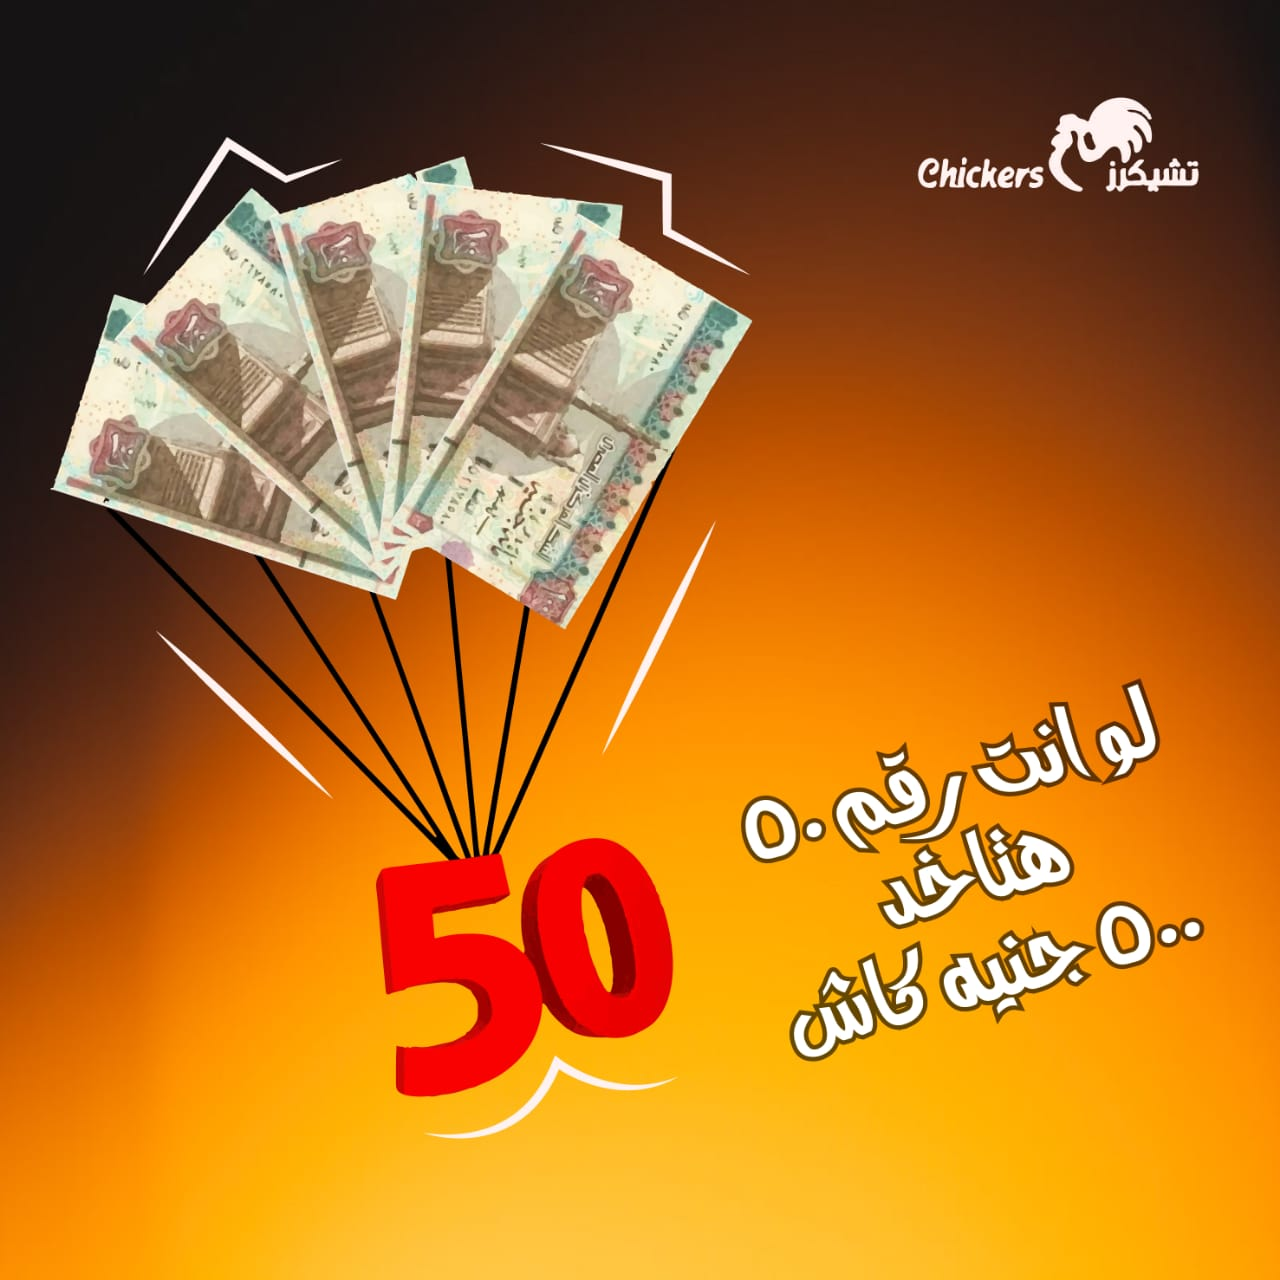 Chickers تشيكرز
لو انت رقم ٥٠
هتاخد
٥٠٠ جنيه كاش
50